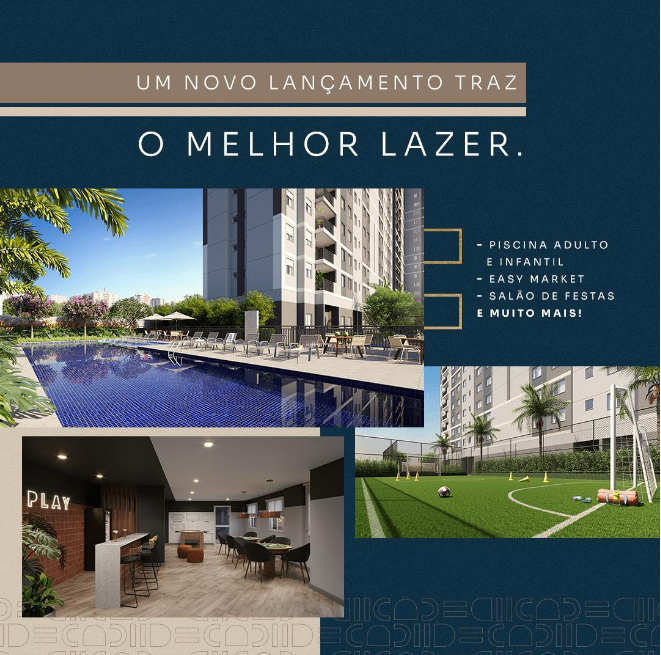 UM NOVO LANÇAMENTO TRAZ
O MELHOR LAZER.
- PISCINA ADULTO
E INFANTIL
- EASY MARKET
- SALÃO DE FESTAS
E MUITO MAIS!
PLAY